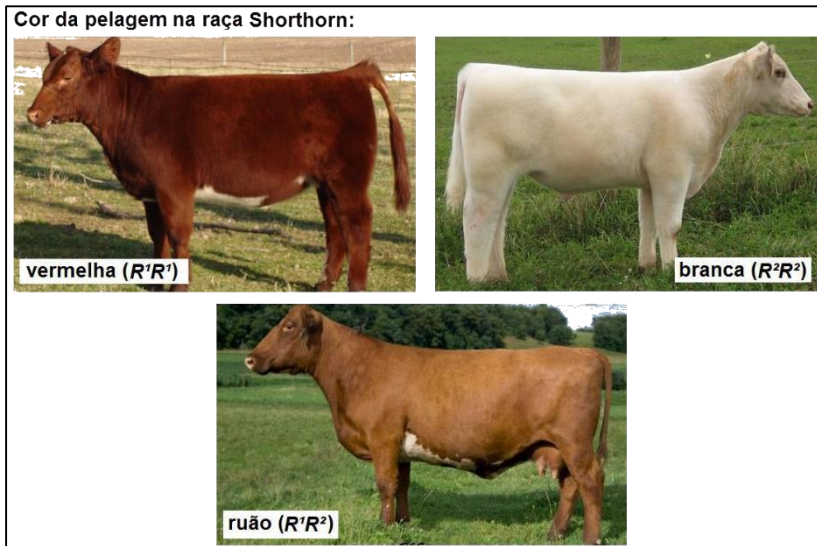 Cor da pelagem na raça Shorthorn:
vermelha (R¹R¹)
branca (R²R²)
ruão (R¹R²)